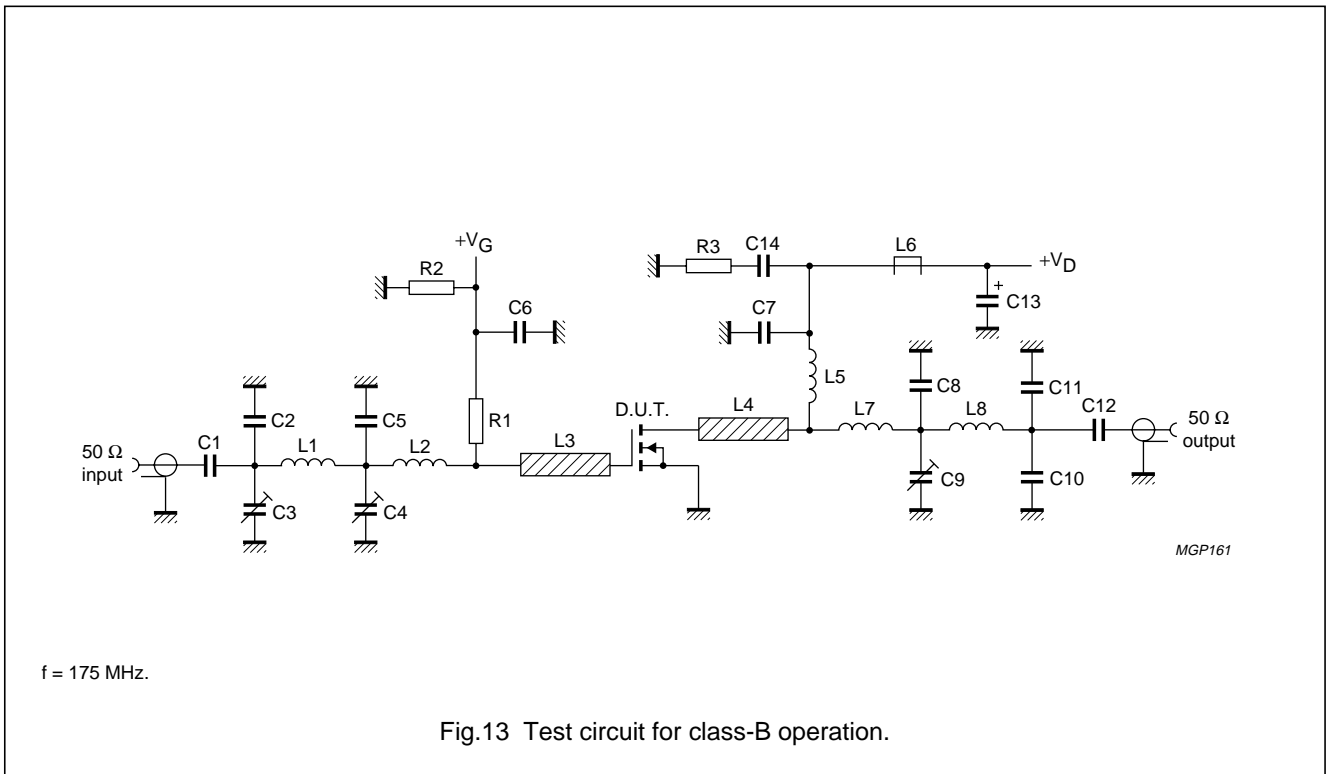 +VG
R2
C6
R3
C14
L6
+VD
C13
C7
L5
C8
C11
C2
C5
R1
D.U.T.
L4
L7
L8
C12
50 Ω
input
C1
L1
L2
L3
50 Ω
output
C3
C4
C9
C10
MGP161
f = 175 MHz.
Fig.13 Test circuit for class-B operation.